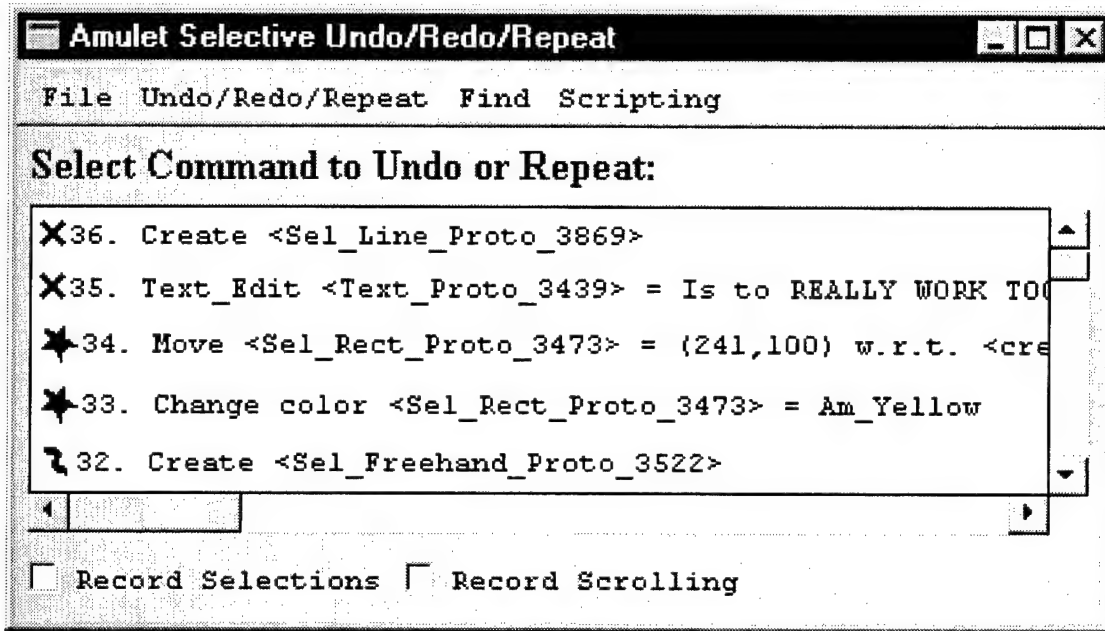 Amulet Selective Undo/Redo/Repeat
File Undo/Redo/Repeat Find Scripting
Select Command to Undo or Repeat:
36. Create <Sel_Line_Proto_3869>
35. Text_Edit <Text_Proto_3439> = Is to REALLY WORK TOO
34. Move <Sel_Rect_Proto_3473> = (241,100) w.r.t. <cre
33. Change color <Sel_Rect_Proto_3473> = Am_Yellow
32. Create <Sel_Freehand_Proto_3522>
Record Selections Record Scrolling